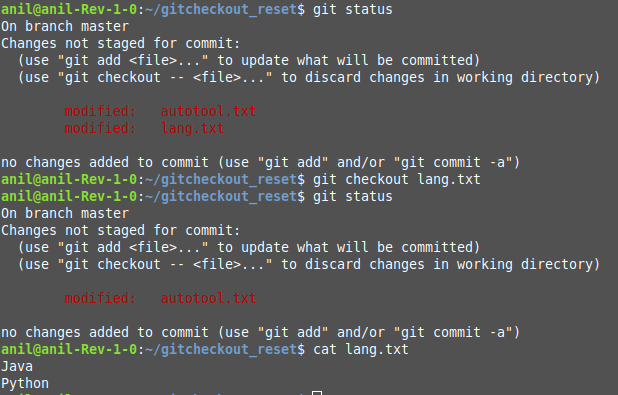 anil@anil-Rev-1-0:~/gitcheckout_reset$ git status
On branch master
Changes not staged for commit:
  (use "git add <file>..." to update what will be committed)
  (use "git checkout -- <file>..." to discard changes in working directory)
        modified:   autotool.txt
        modified:   lang.txt
no changes added to commit (use "git add" and/or "git commit -a")
anil@anil-Rev-1-0:~/gitcheckout_reset$ git checkout lang.txt
anil@anil-Rev-1-0:~/gitcheckout_reset$ git status
On branch master
Changes not staged for commit:
  (use "git add <file>..." to update what will be committed)
  (use "git checkout -- <file>..." to discard changes in working directory)
        modified:   autotool.txt
no changes added to commit (use "git add" and/or "git commit -a")
anil@anil-Rev-1-0:~/gitcheckout_reset$ cat lang.txt
Java
Python